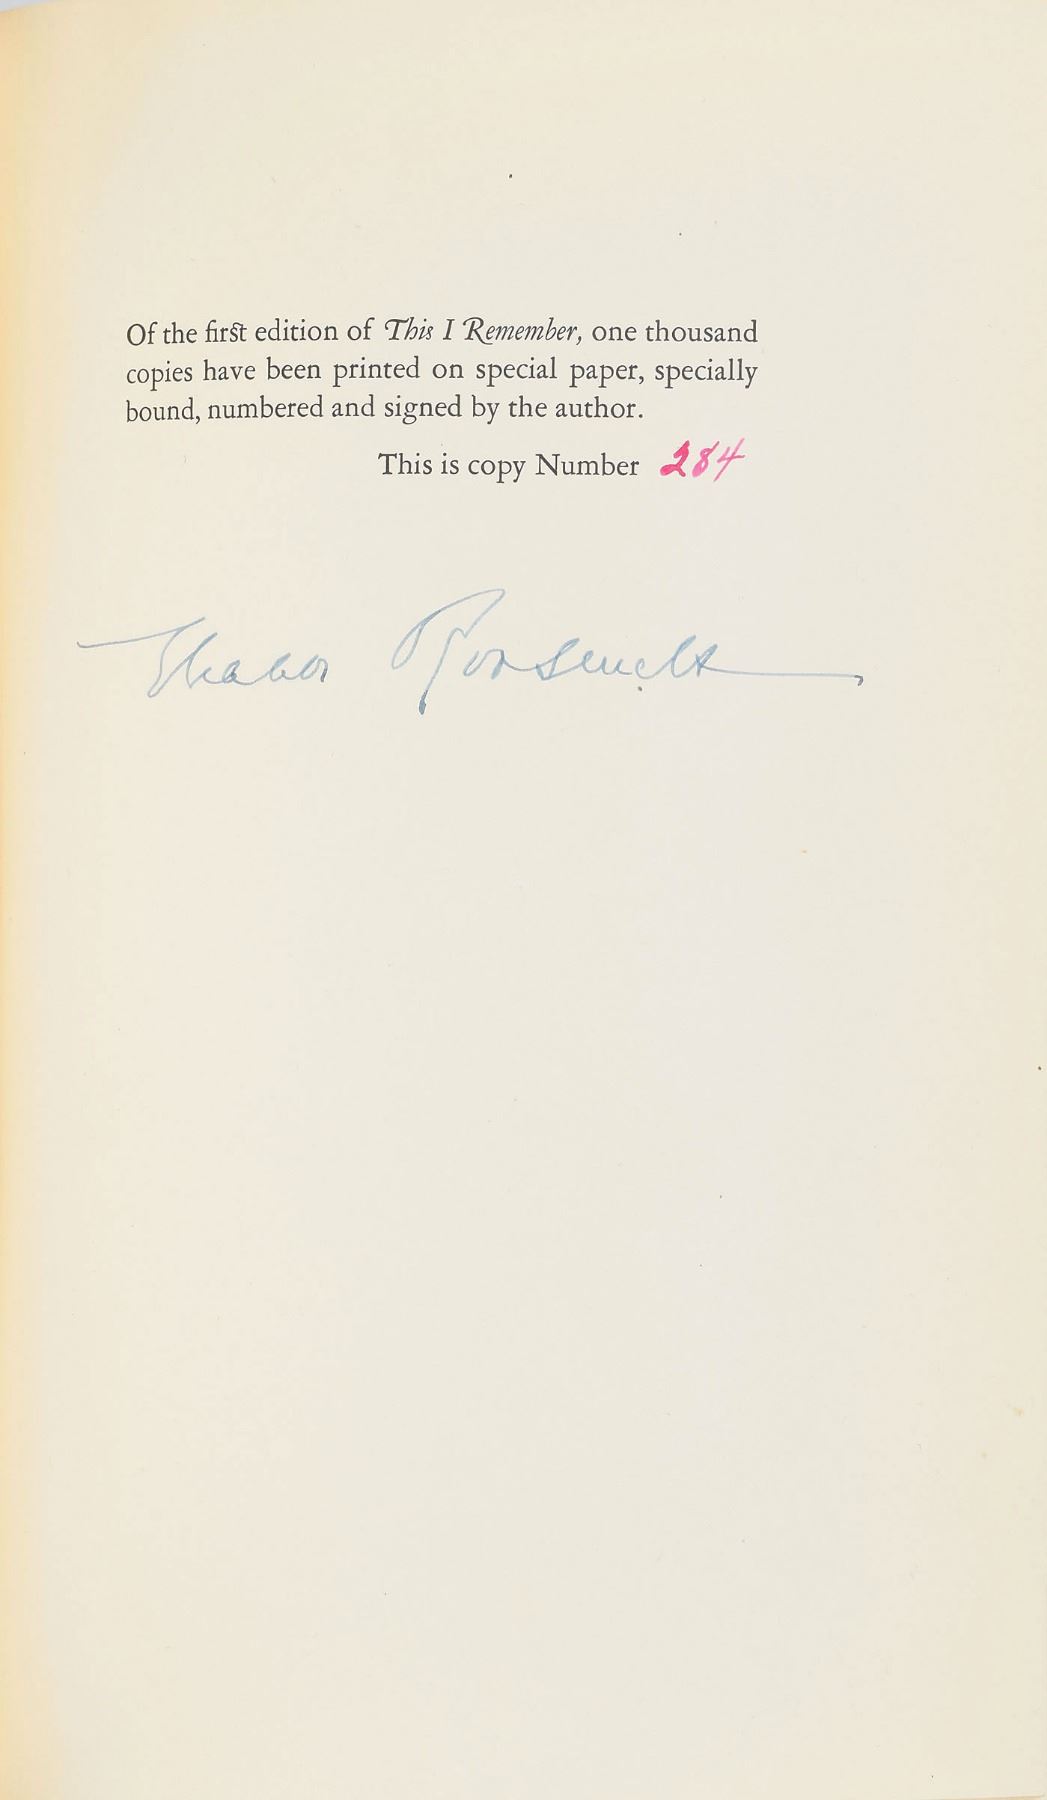 Of the first edition of This I Remember, one thousand
copies have been printed on special paper, specially
bound, numbered and signed by the author.
This is copy Number 284
Eleanor Roosevelt